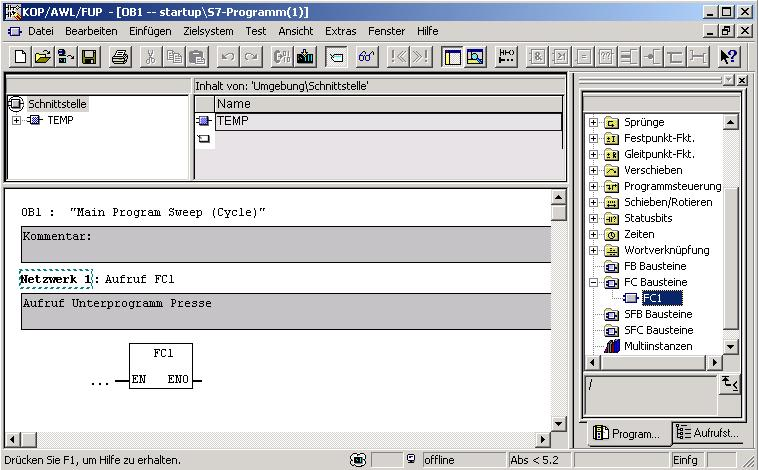 KOP/AWL/FUP - [OB1 -- startup\S7-Programm(1)]
Datei Bearbeiten Einfügen Zielsystem Test Ansicht Extras Fenster Hilfe
Inhalt von: 'Umgebung\Schnittstelle'
Schnittstelle
TEMP
Name
TEMP
OB1 : "Main Program Sweep (Cycle)"
Kommentar:
Netzwerk 1: Aufruf FC1
Aufruf Unterprogramm Presse
FC1
... EN ENO
Sprünge
Festpunkt-Fkt.
Gleitpunkt-Fkt.
Verschieben
Programmsteuerung
Schieben/Rotieren
Statusbits
Zeiten
Wortverknüpfung
FB Bausteine
FC Bausteine
FC1
SFB Bausteine
SFC Bausteine
Multiinstanzen
/
Program... Aufrufst...
Drücken Sie F1, um Hilfe zu erhalten. offline Abs < 5.2 Einfg